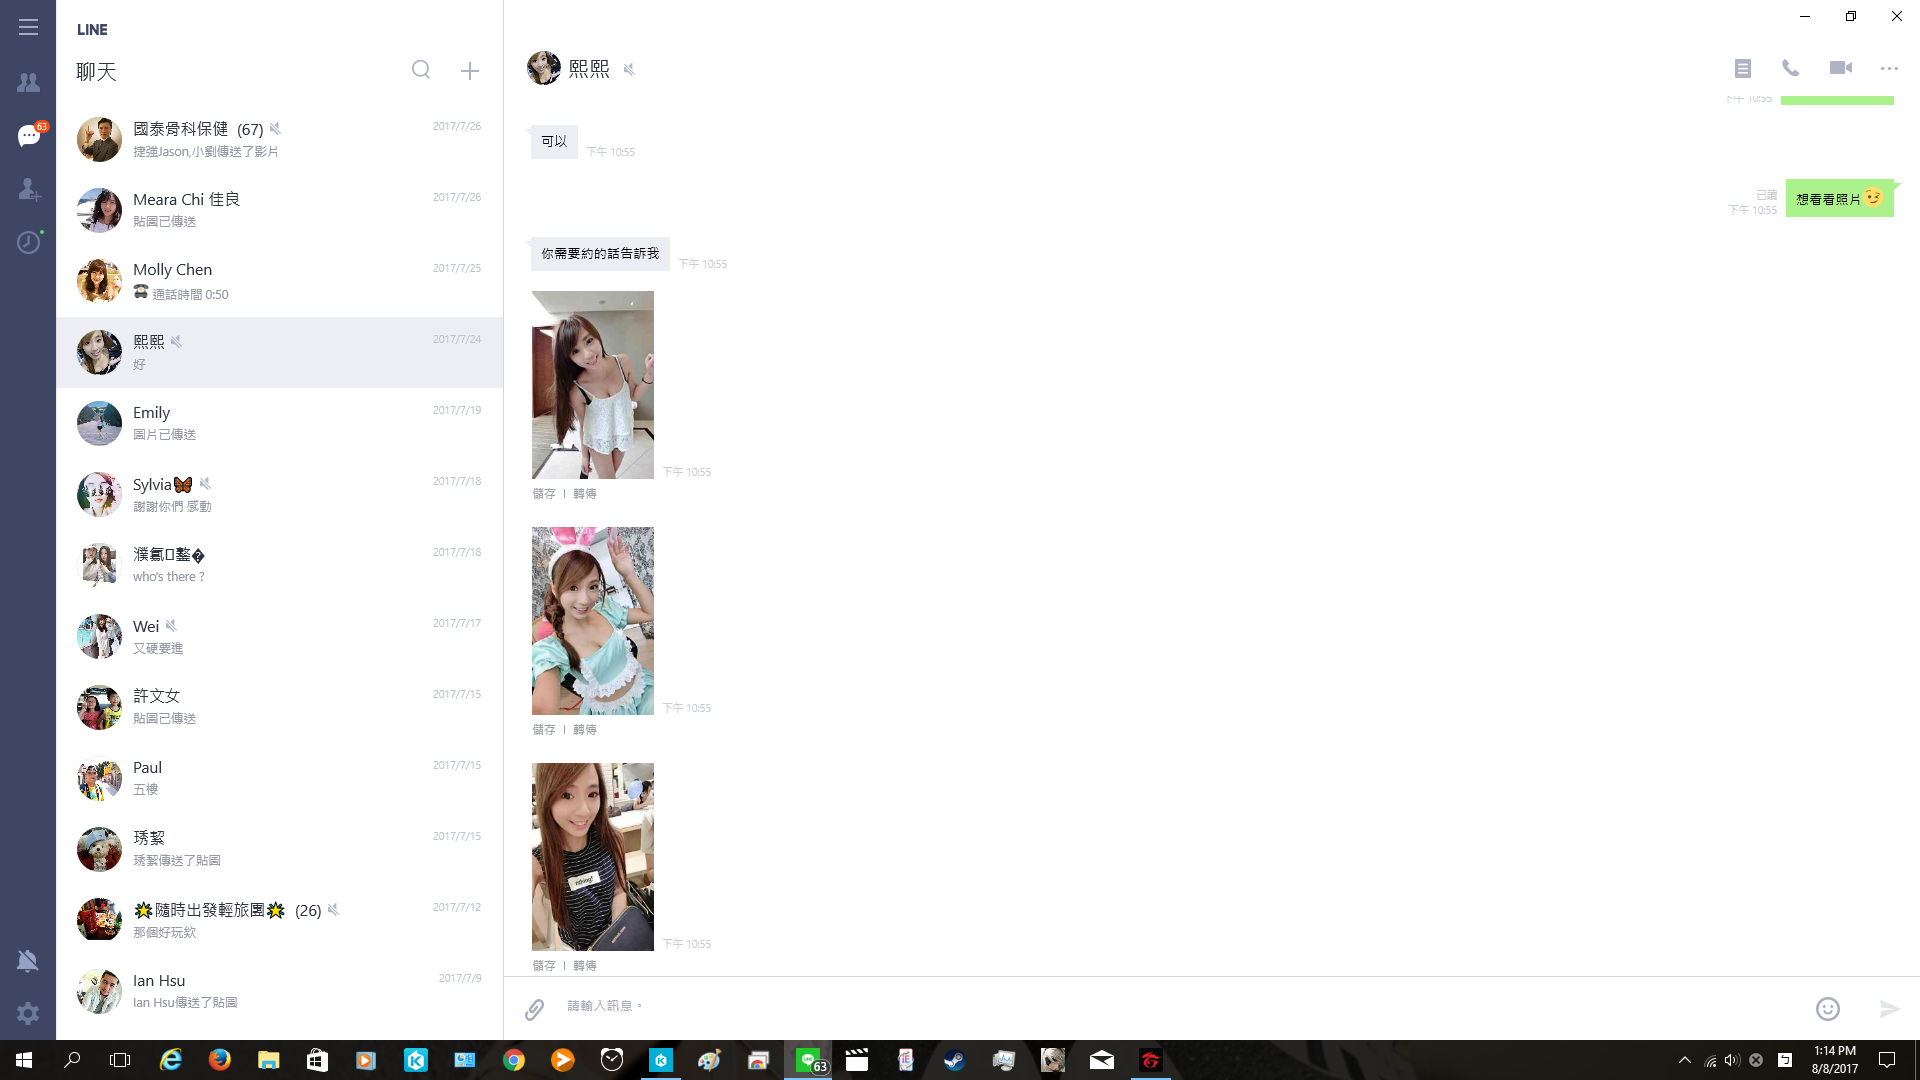 LINE
聊天
63
國泰骨科保健 (67)
2017/7/26
捷強Jason,小劉傳送了影片
Meara Chi 佳良
2017/7/26
貼圖已傳送
Molly Chen
2017/7/25
通話時間 0:50
熙熙
2017/7/24
好
Emily
2017/7/19
圖片已傳送
Sylvia
2017/7/18
謝謝你們 感動
2017/7/18
who's there ?
Wei
2017/7/17
又硬要進
許文女
2017/7/15
貼圖已傳送
Paul
2017/7/15
五樓
琇絜
2017/7/15
琇絜傳送了貼圖
🌟隨時出發輕旅團🌟 (26)
2017/7/12
那個好玩欸
Ian Hsu
2017/7/9
Ian Hsu傳送了貼圖
熙熙
下午 10:55
可以
下午 10:55
已讀
下午 10:55
想看看照片😏
你需要約的話告訴我
下午 10:55
下午 10:55
儲存 | 轉傳
下午 10:55
儲存 | 轉傳
下午 10:55
儲存 | 轉傳
請輸入訊息。
63
1:14 PM
8/8/2017